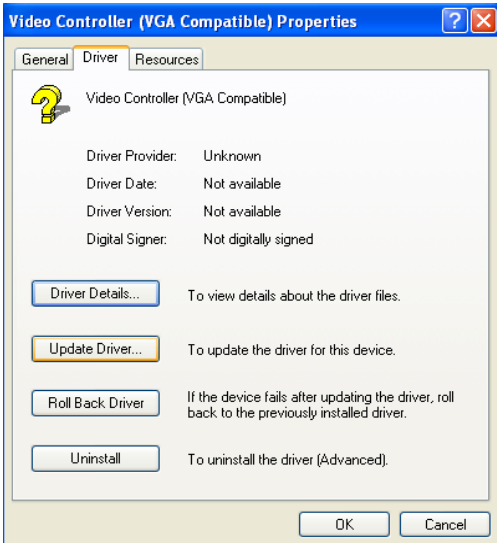 Video Controller (VGA Compatible) Properties
General Driver Resources
Video Controller (VGA Compatible)
Driver Provider: Unknown
Driver Date: Not available
Driver Version: Not available
Digital Signer: Not digitally signed
Driver Details... To view details about the driver files.
Update Driver... To update the driver for this device.
Roll Back Driver If the device fails after updating the driver, roll
back to the previously installed driver.
Uninstall To uninstall the driver (Advanced).
OK Cancel